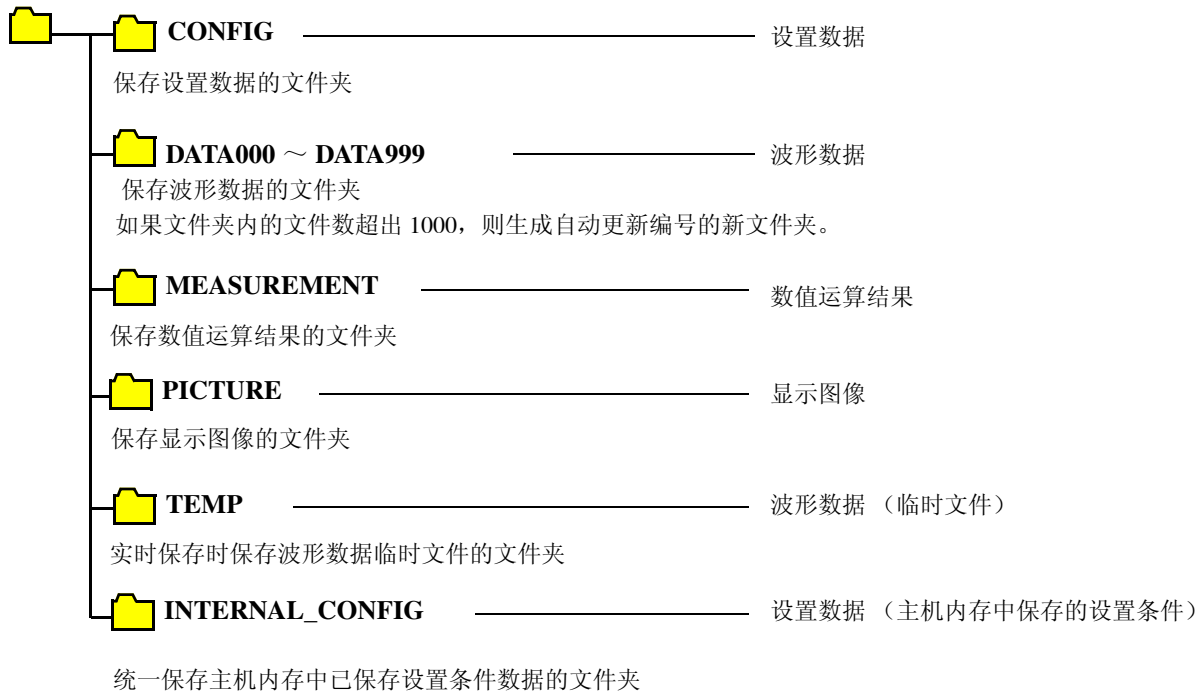 CONFIG 设置数据
保存设置数据的文件夹
DATA000 ～ DATA999 波形数据
保存波形数据的文件夹
如果文件夹内的文件数超出 1000，则生成自动更新编号的新文件夹。
MEASUREMENT 数值运算结果
保存数值运算结果的文件夹
PICTURE 显示图像
保存显示图像的文件夹
TEMP 波形数据 （临时文件）
实时保存时保存波形数据临时文件的文件夹
INTERNAL_CONFIG 设置数据 （主机内存中保存的设置条件）
统一保存主机内存中已保存设置条件数据的文件夹